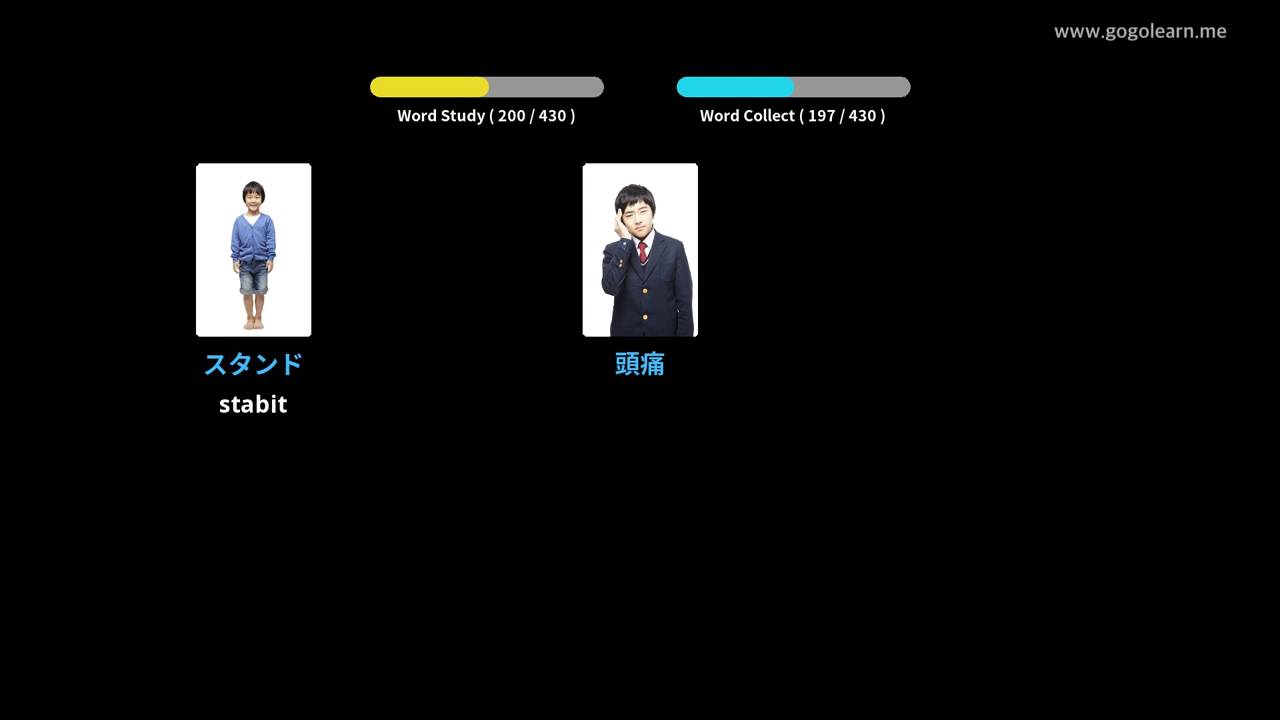 www.gogolearn.me
Word Study ( 200 / 430 )
Word Collect ( 197 / 430 )
スタンド
頭痛
stabit